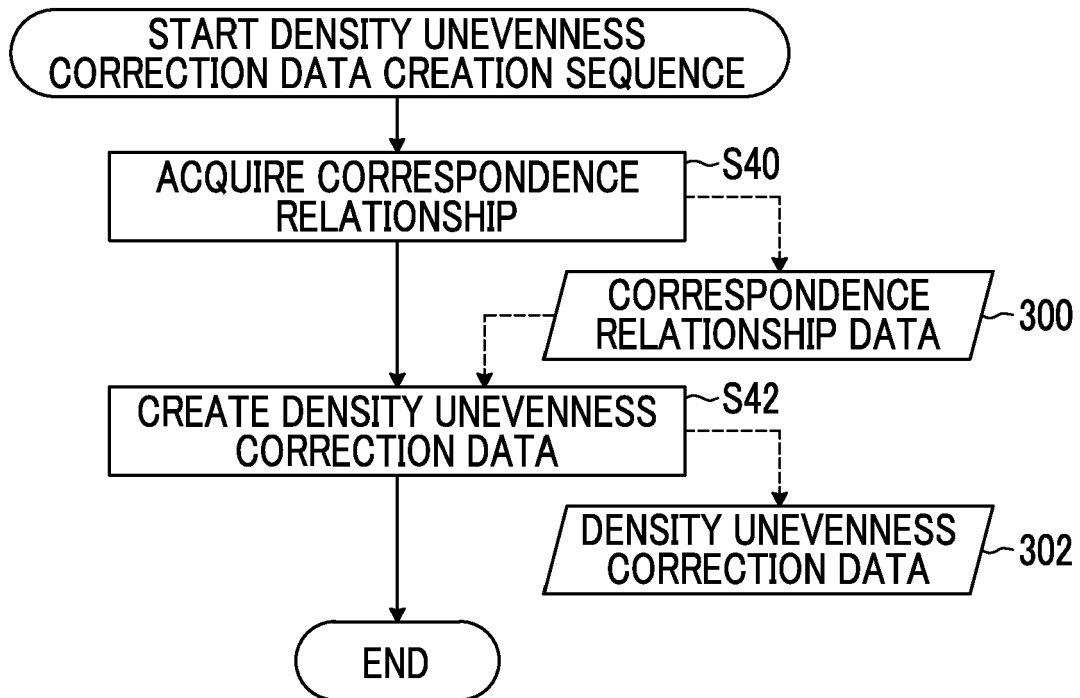 START DENSITY UNEVENNESS
CORRECTION DATA CREATION SEQUENCE
S40
ACQUIRE CORRESPONDENCE
RELATIONSHIP
CORRESPONDENCE
RELATIONSHIP DATA
300
S42
CREATE DENSITY UNEVENNESS
CORRECTION DATA
DENSITY UNEVENNESS
CORRECTION DATA
302
END